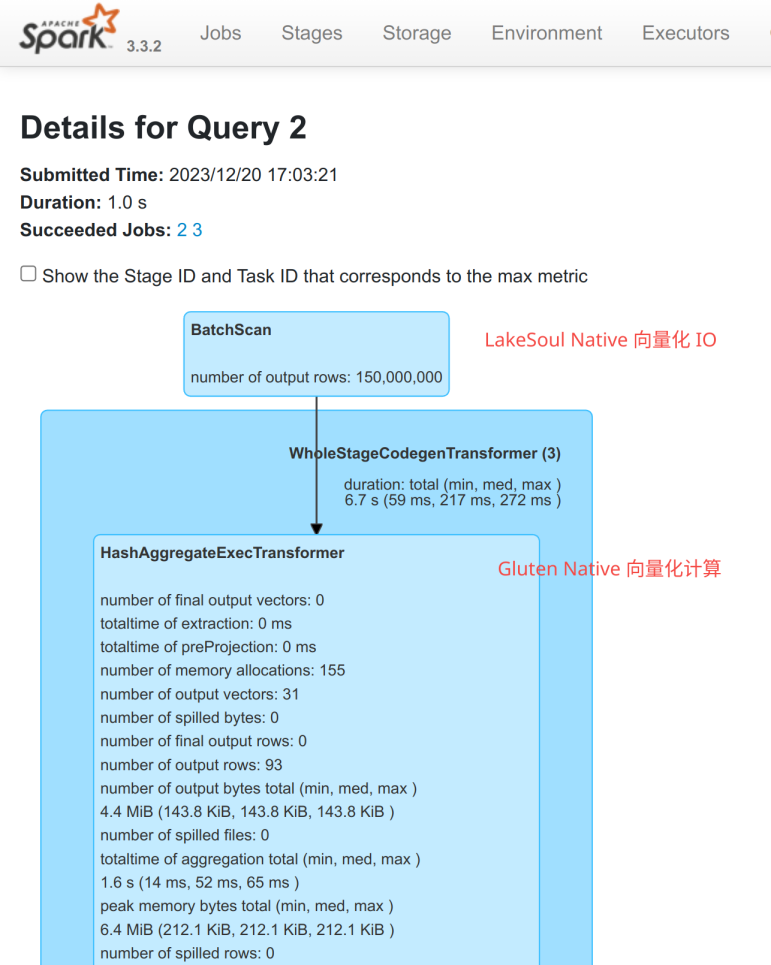 APACHE
Spark 3.3.2 Jobs Stages Storage Environment Executors
Details for Query 2
Submitted Time: 2023/12/20 17:03:21
Duration: 1.0 s
Succeeded Jobs: 2 3
Show the Stage ID and Task ID that corresponds to the max metric
BatchScan
LakeSoul Native 向量化 IO
number of output rows: 150,000,000
WholeStageCodegenTransformer (3)
duration: total (min, med, max )
6.7 s (59 ms, 217 ms, 272 ms )
HashAggregateExecTransformer
Gluten Native 向量化计算
number of final output vectors: 0
totaltime of extraction: 0 ms
totaltime of preProjection: 0 ms
number of memory allocations: 155
number of output vectors: 31
number of spilled bytes: 0
number of final output rows: 0
number of output rows: 93
number of output bytes total (min, med, max )
4.4 MiB (143.8 KiB, 143.8 KiB, 143.8 KiB )
number of spilled files: 0
totaltime of aggregation total (min, med, max )
1.6 s (14 ms, 52 ms, 65 ms )
peak memory bytes total (min, med, max )
6.4 MiB (212.1 KiB, 212.1 KiB, 212.1 KiB )
number of spilled rows: 0